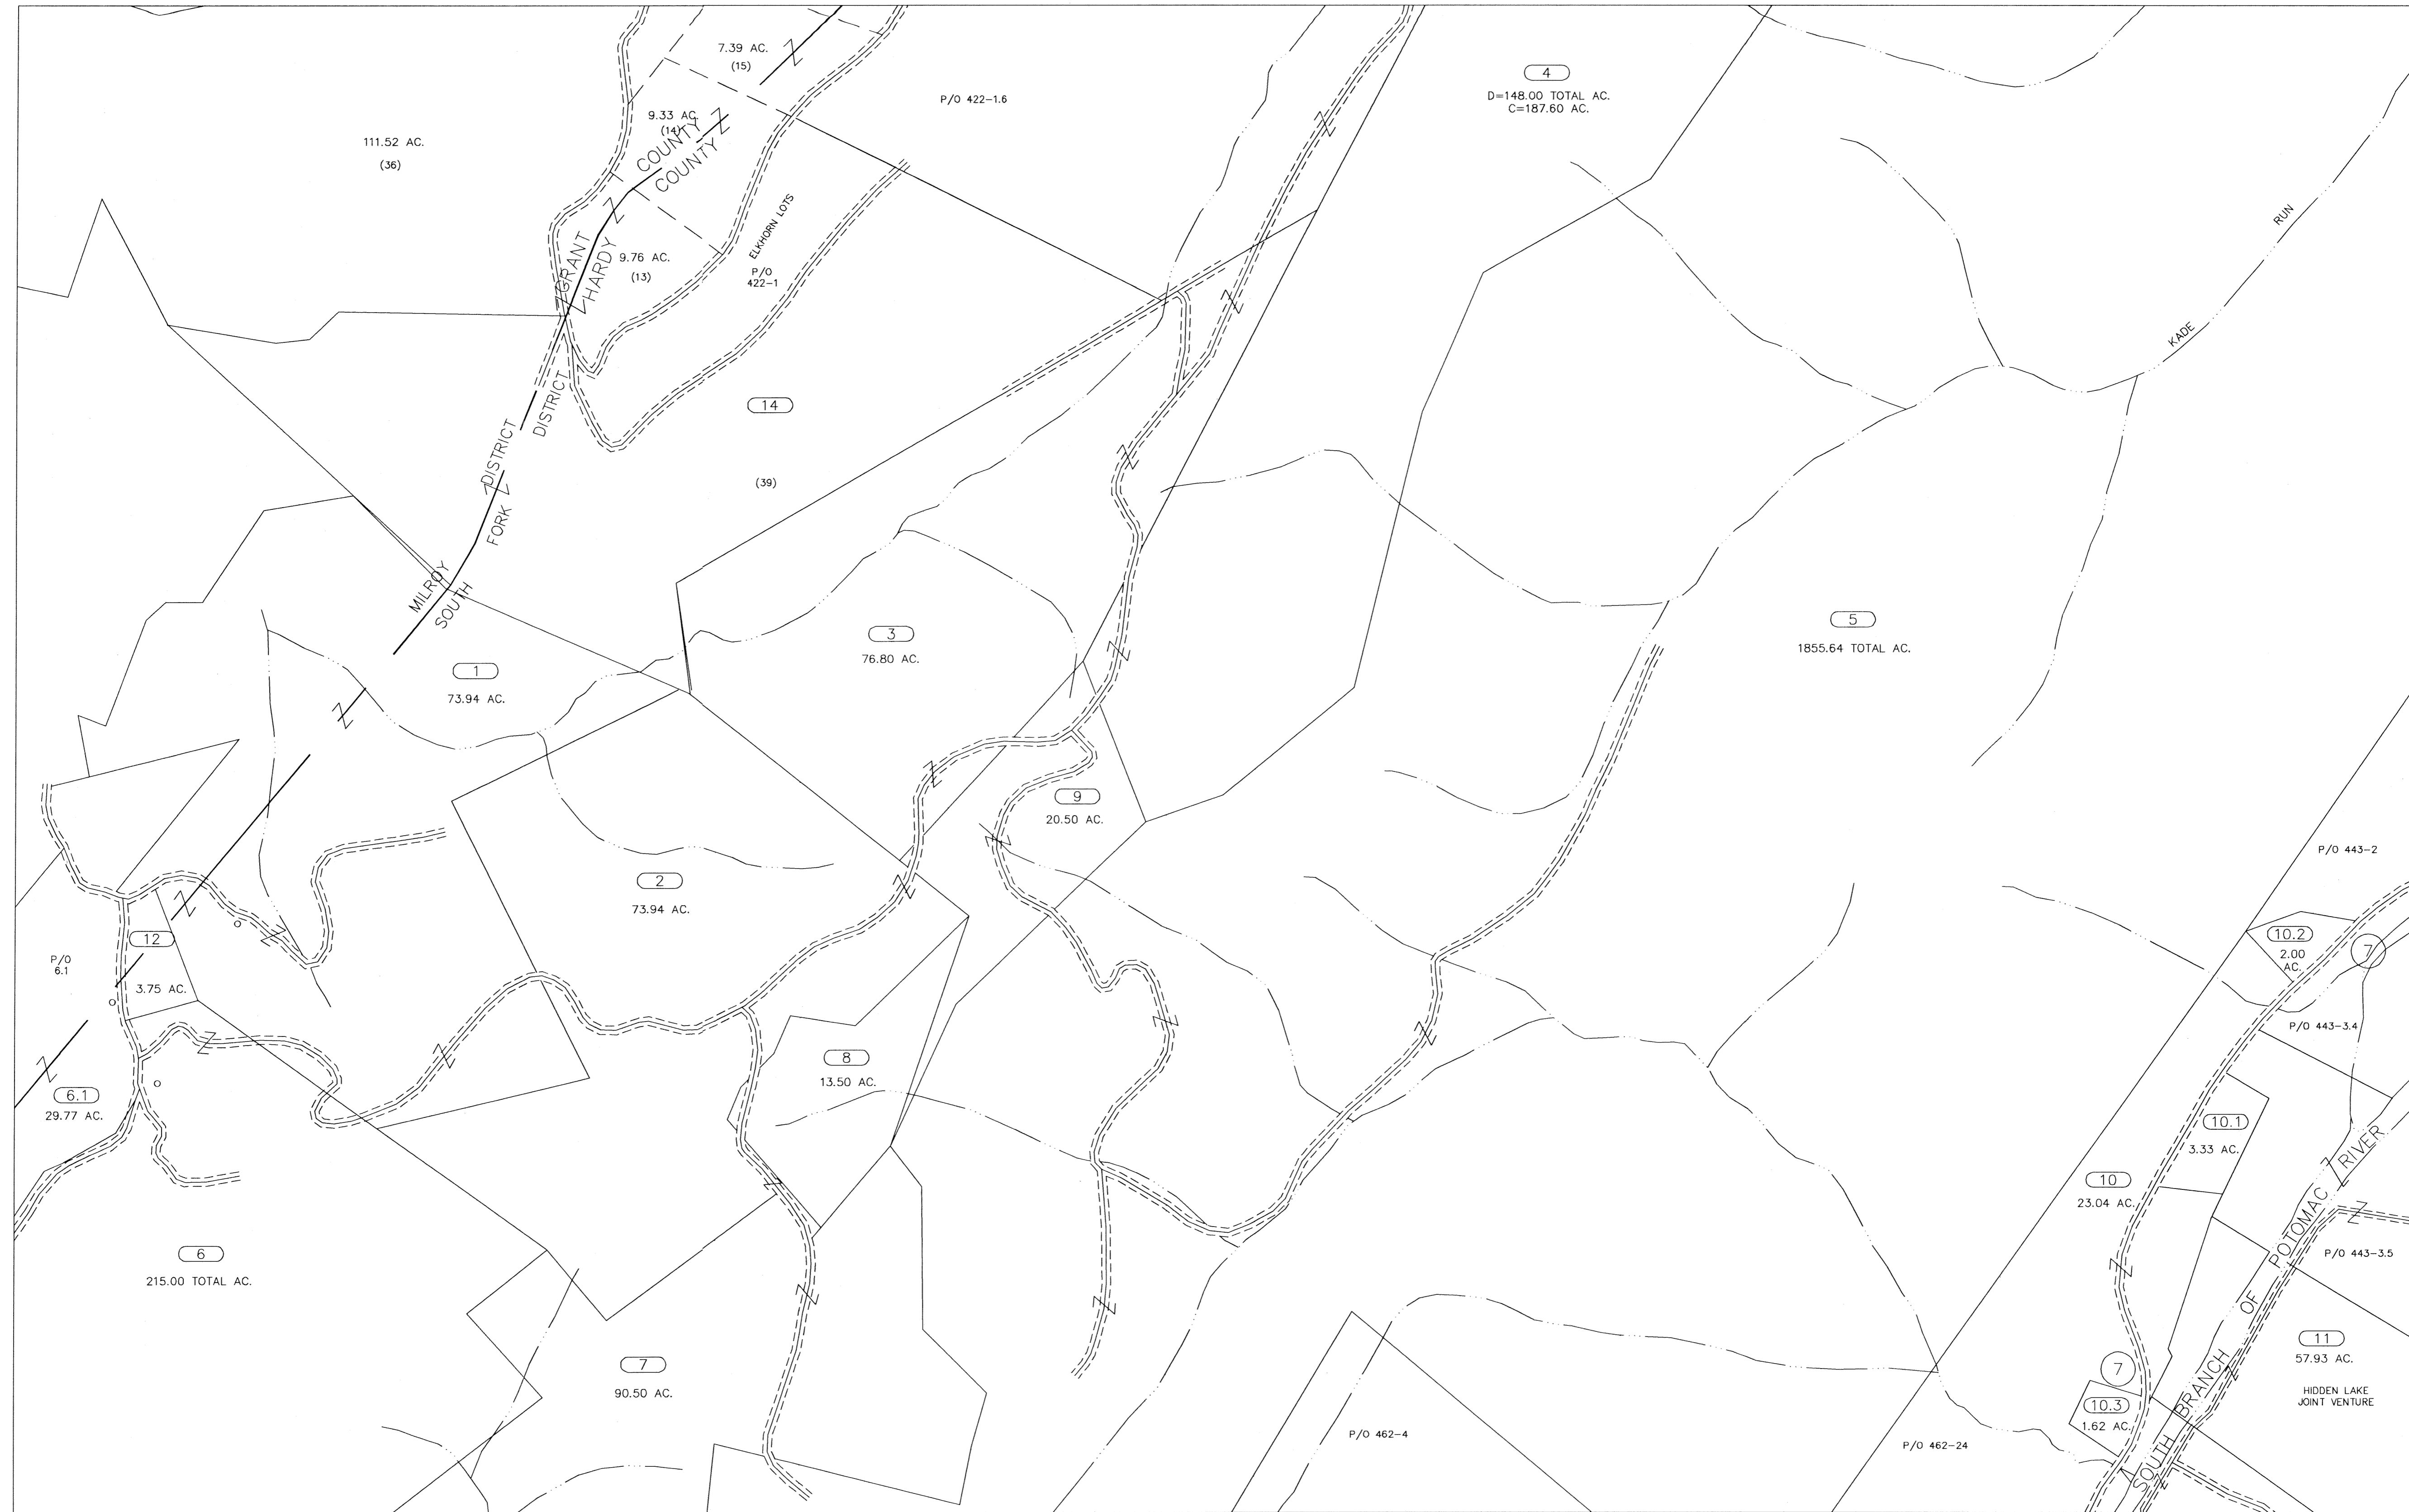 7.39 AC.
(15)
4
D=148.00 TOTAL AC.
C=187.60 AC.
P/O 422-1.6
9.33 AC.
(14)
111.52 AC.
(36)
COUNTY
COUNTY
ELKHORN LOTS
RUN
GRANT
HARDY
9.76 AC.
(13)
P/O
422-1
KADE
14
DISTRICT
DISTRICT
(39)
FORK
MILROY
SOUTH
5
1855.64 TOTAL AC.
3
76.80 AC.
1
73.94 AC.
9
20.50 AC.
P/O 443-2
2
73.94 AC.
12
3.75 AC.
P/O
6.1
10.2
2.00
AC.
7
P/O 443-3.4
8
13.50 AC.
6.1
29.77 AC.
10.1
3.33 AC.
RIVER
10
23.04 AC.
POTOMAC
6
215.00 TOTAL AC.
P/O 443-3.5
OF
11
57.93 AC.
HIDDEN LAKE
JOINT VENTURE
7
90.50 AC.
7
BRANCH
10.3
1.62 AC.
P/O 462-4
P/O 462-24
SOUTH